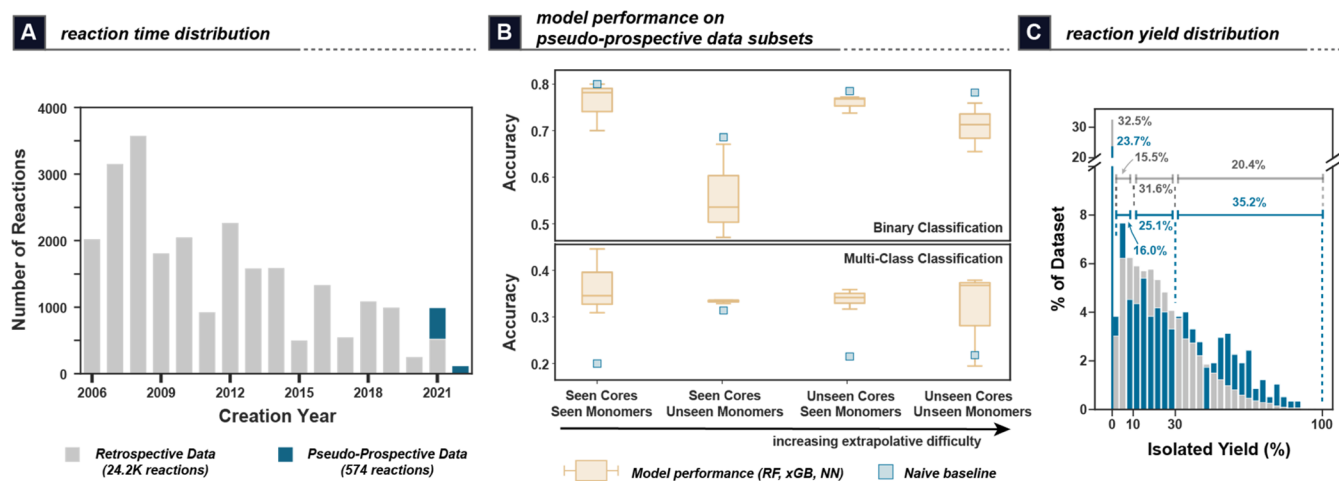 A
reaction time distribution
4000
3000
2000
1000
0
Number of Reactions
2006
2009
2012
2015
2018
2021
Creation Year
Retrospective Data
(24.2K reactions)
Pseudo-Prospective Data
(574 reactions)
B
model performance on
pseudo-prospective data subsets
0.8
0.7
0.6
0.5
Accuracy
Binary Classification
Multi-Class Classification
0.4
0.3
0.2
Accuracy
Seen Cores
Seen Monomers
Seen Cores
Unseen Monomers
Unseen Cores
Seen Monomers
Unseen Cores
Unseen Monomers
increasing extrapolative difficulty
Model performance (RF, xGB, NN)
Naive baseline
C
reaction yield distribution
30
20
8
6
4
2
0
% of Dataset
32.5%
23.7%
15.5%
20.4%
31.6%
35.2%
25.1%
16.0%
0
10
30
100
Isolated Yield (%)